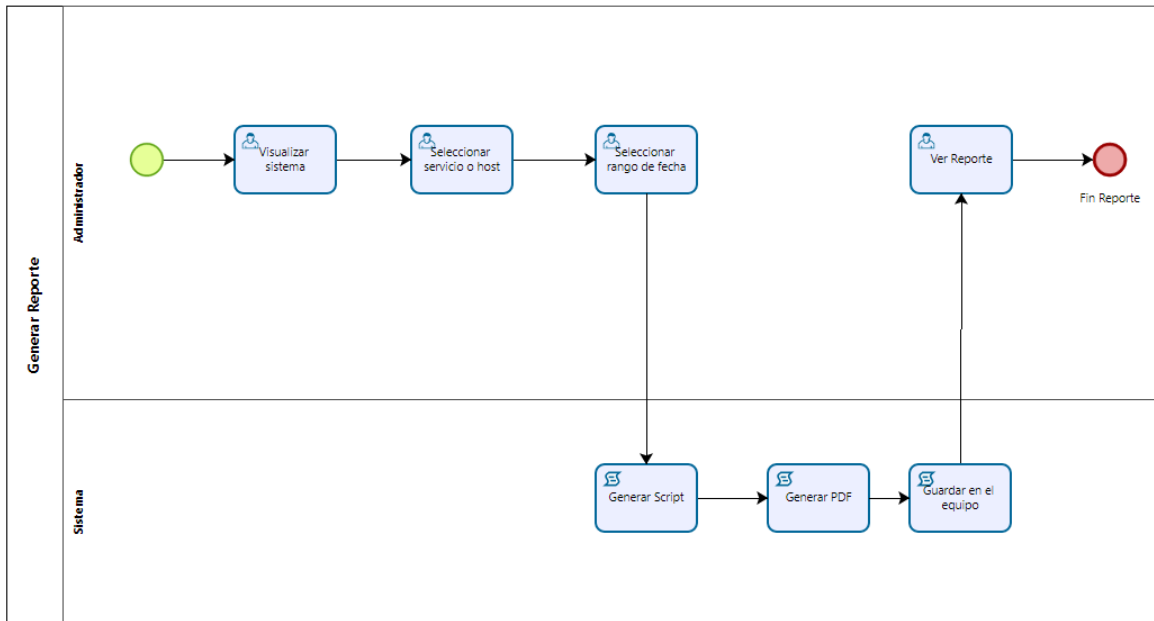 Generar Reporte
Administrador
Visualizar
sistema
Seleccionar
servicio o host
Seleccionar
rango de fecha
Ver Reporte
Fin Reporte
Sistema
Generar Script
Generar PDF
Guardar en el
equipo